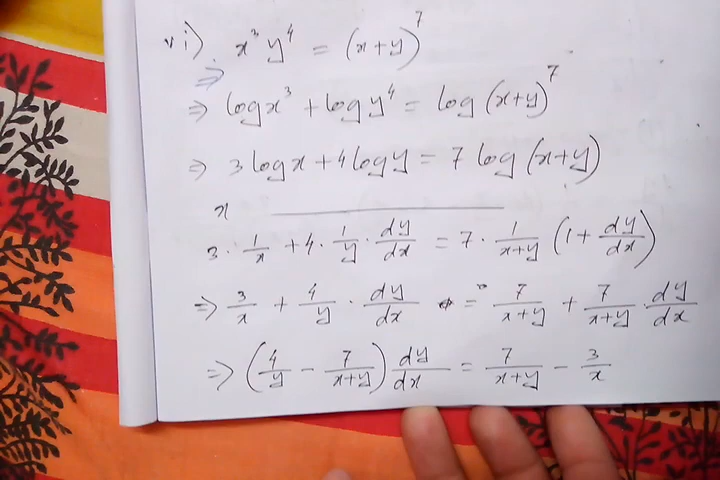 vi). x³y⁴ = (x+y)⁷
⇒
⇒ log x³ + log y⁴ = log (x+y)⁷
⇒ 3 log x + 4 log y = 7 log (x+y)
x
3 · 1/x + 4 · 1/y · dy/dx = 7 · 1/(x+y) (1 + dy/dx)
⇒ 3/x + 4/y · dy/dx = 7/(x+y) + 7/(x+y) · dy/dx
⇒ (4/y − 7/(x+y)) dy/dx = 7/(x+y) − 3/x